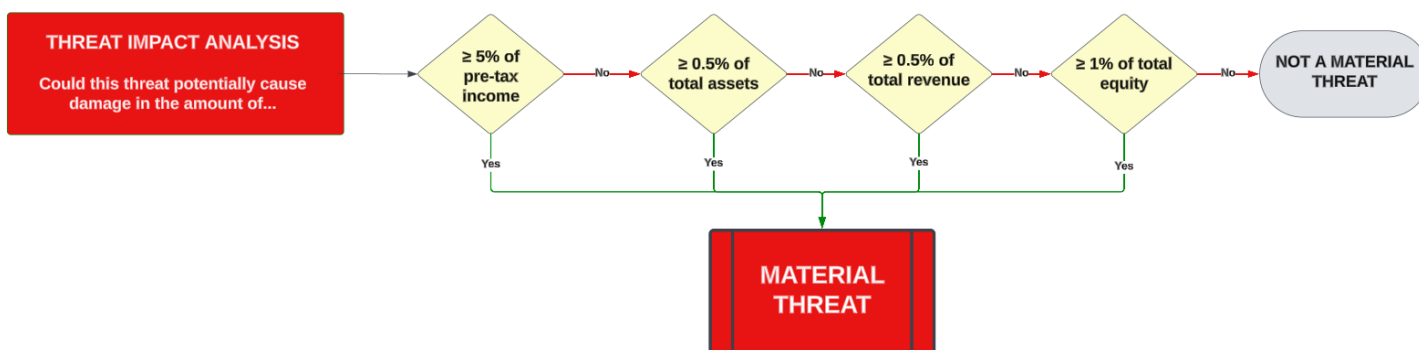 THREAT IMPACT ANALYSIS
Could this threat potentially cause
damage in the amount of...
≥ 5% of
pre-tax
income
No
≥ 0.5% of
total assets
No
≥ 0.5% of
total revenue
No
≥ 1% of total
equity
No
NOT A MATERIAL
THREAT
Yes
Yes
Yes
Yes
MATERIAL
THREAT